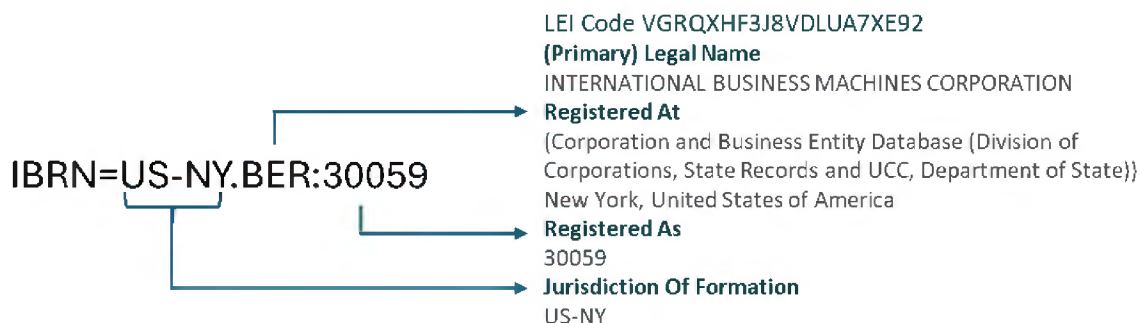 LEI Code VGRQXHF3J8VDLUA7XE92
(Primary) Legal Name
INTERNATIONAL BUSINESS MACHINES CORPORATION
Registered At
(Corporation and Business Entity Database (Division of
Corporations, State Records and UCC, Department of State))
New York, United States of America
IBRN=US-NY.BER:30059
Registered As
30059
Jurisdiction Of Formation
US-NY